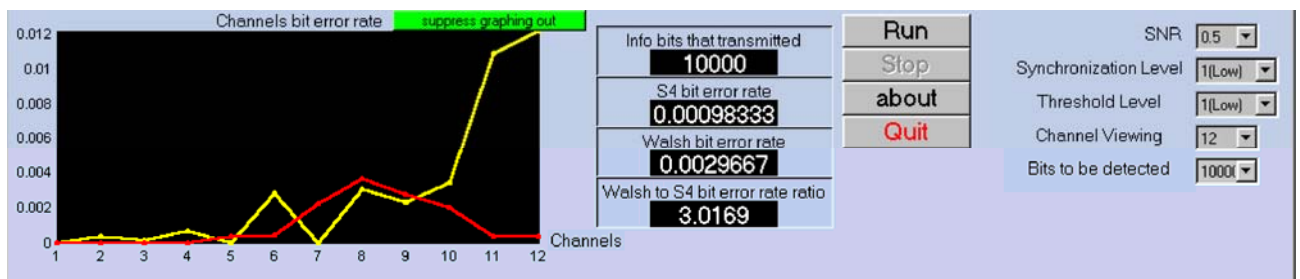 Channels bit error rate
suppress graphing out
0.012
0.01
0.008
0.006
0.004
0.002
0
1 2 3 4 5 6 7 8 9 10 11 12
Channels
Info bits that transmitted
10000
S4 bit error rate
0.00098333
Walsh bit error rate
0.0029667
Walsh to S4 bit error rate ratio
3.0169
Run
Stop
about
Quit
SNR 0.5
Synchronization Level 1(Low)
Threshold Level 1(Low)
Channel Viewing 12
Bits to be detected